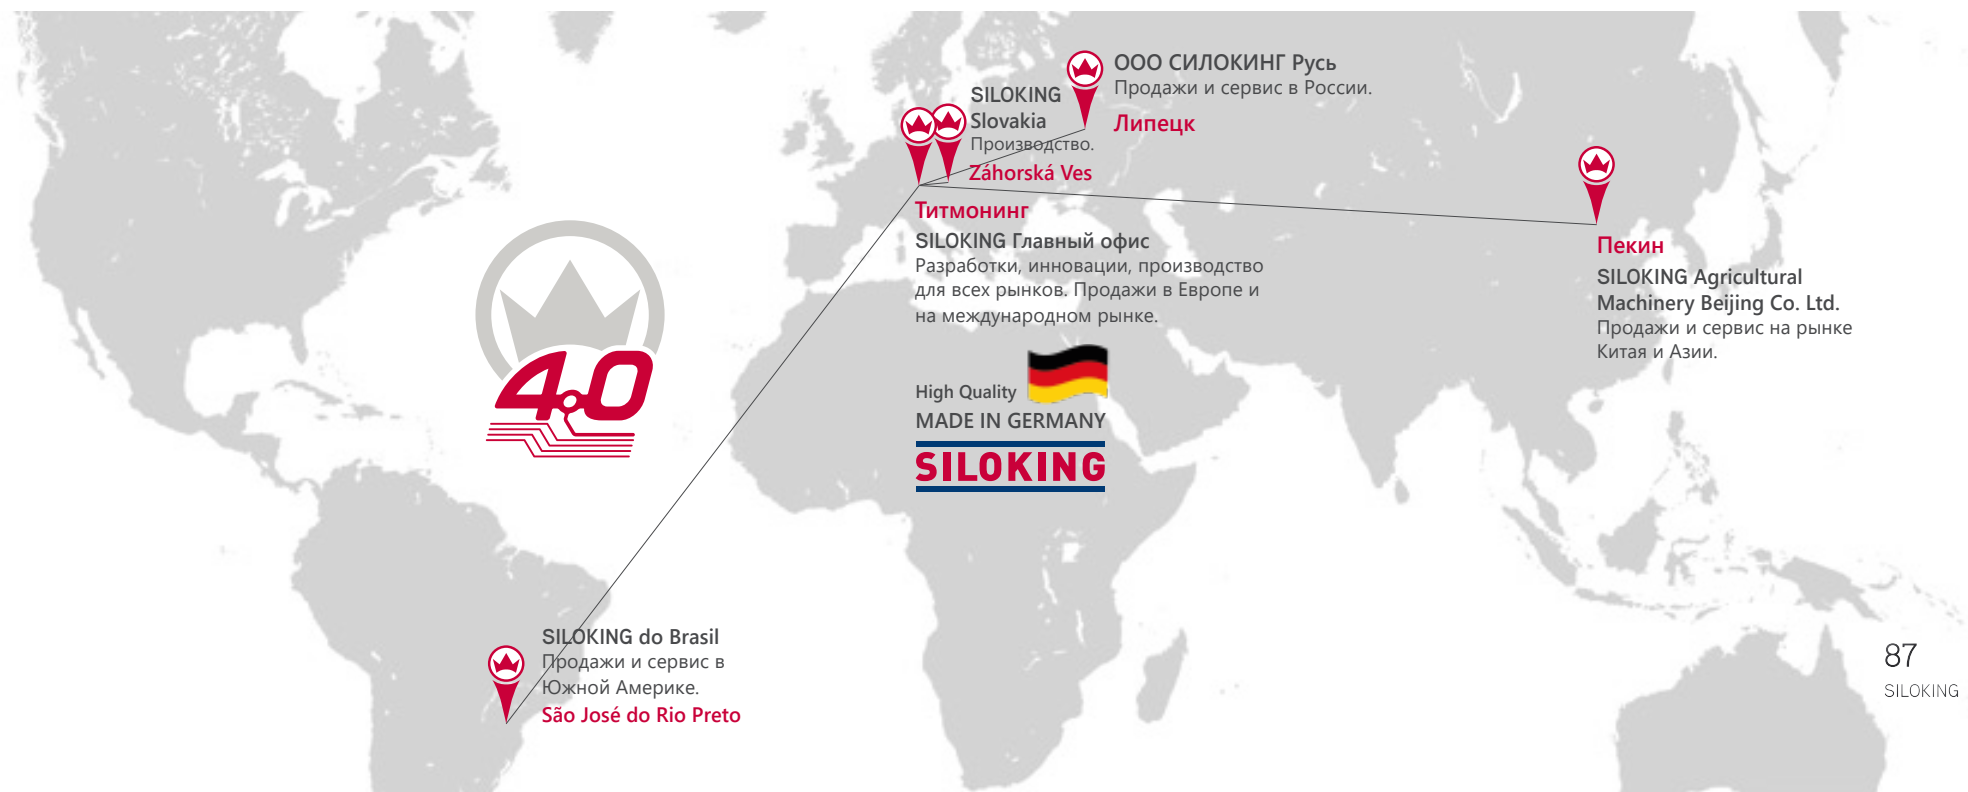 ООО СИЛОКИНГ Русь
Продажи и сервис в России.
Липецк
SILOKING
Slovakia
Производство.
Záhorská Ves
Титмонинг
SILOKING Главный офис
Разработки, инновации, производство
для всех рынков. Продажи в Европе и
на международном рынке.
High Quality
MADE IN GERMANY
SILOKING
Пекин
SILOKING Agricultural
Machinery Beijing Co. Ltd.
Продажи и сервис на рынке
Китая и Азии.
4.0
SILOKING do Brasil
Продажи и сервис в
Южной Америке.
São José do Rio Preto
87
SILOKING